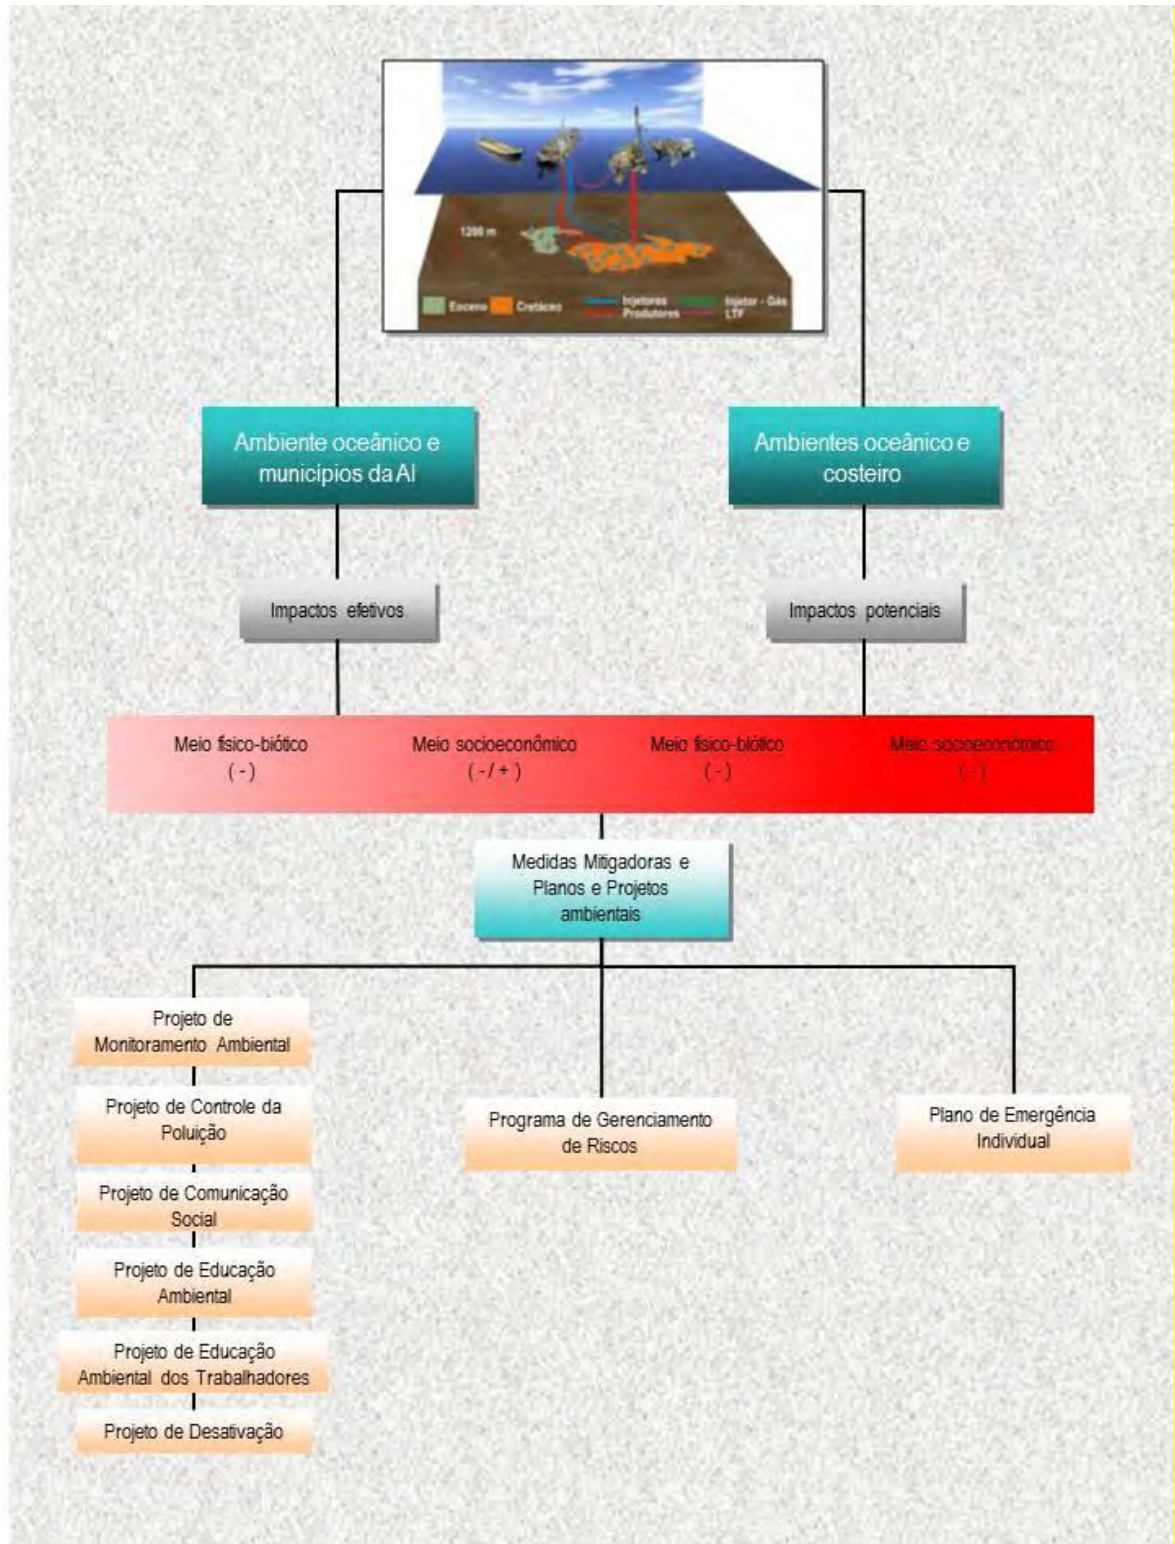 1200 m
Eoceno Cretáceo Injetores Injetor - Gás
Produtores LTF
Ambiente oceânico e
municípios da AI
Ambientes oceânico e
costeiro
Impactos efetivos
Impactos potenciais
Meio físico-biótico
( - )
Meio socioeconômico
( - / + )
Meio físico-biótico
( - )
Meio socioeconômico
( - )
Medidas Mitigadoras e
Planos e Projetos
ambientais
Projeto de
Monitoramento Ambiental
Projeto de Controle da
Poluição
Projeto de Comunicação
Social
Projeto de Educação
Ambiental
Projeto de Educação
Ambiental dos Trabalhadores
Projeto de Desativação
Programa de Gerenciamento
de Riscos
Plano de Emergência
Individual